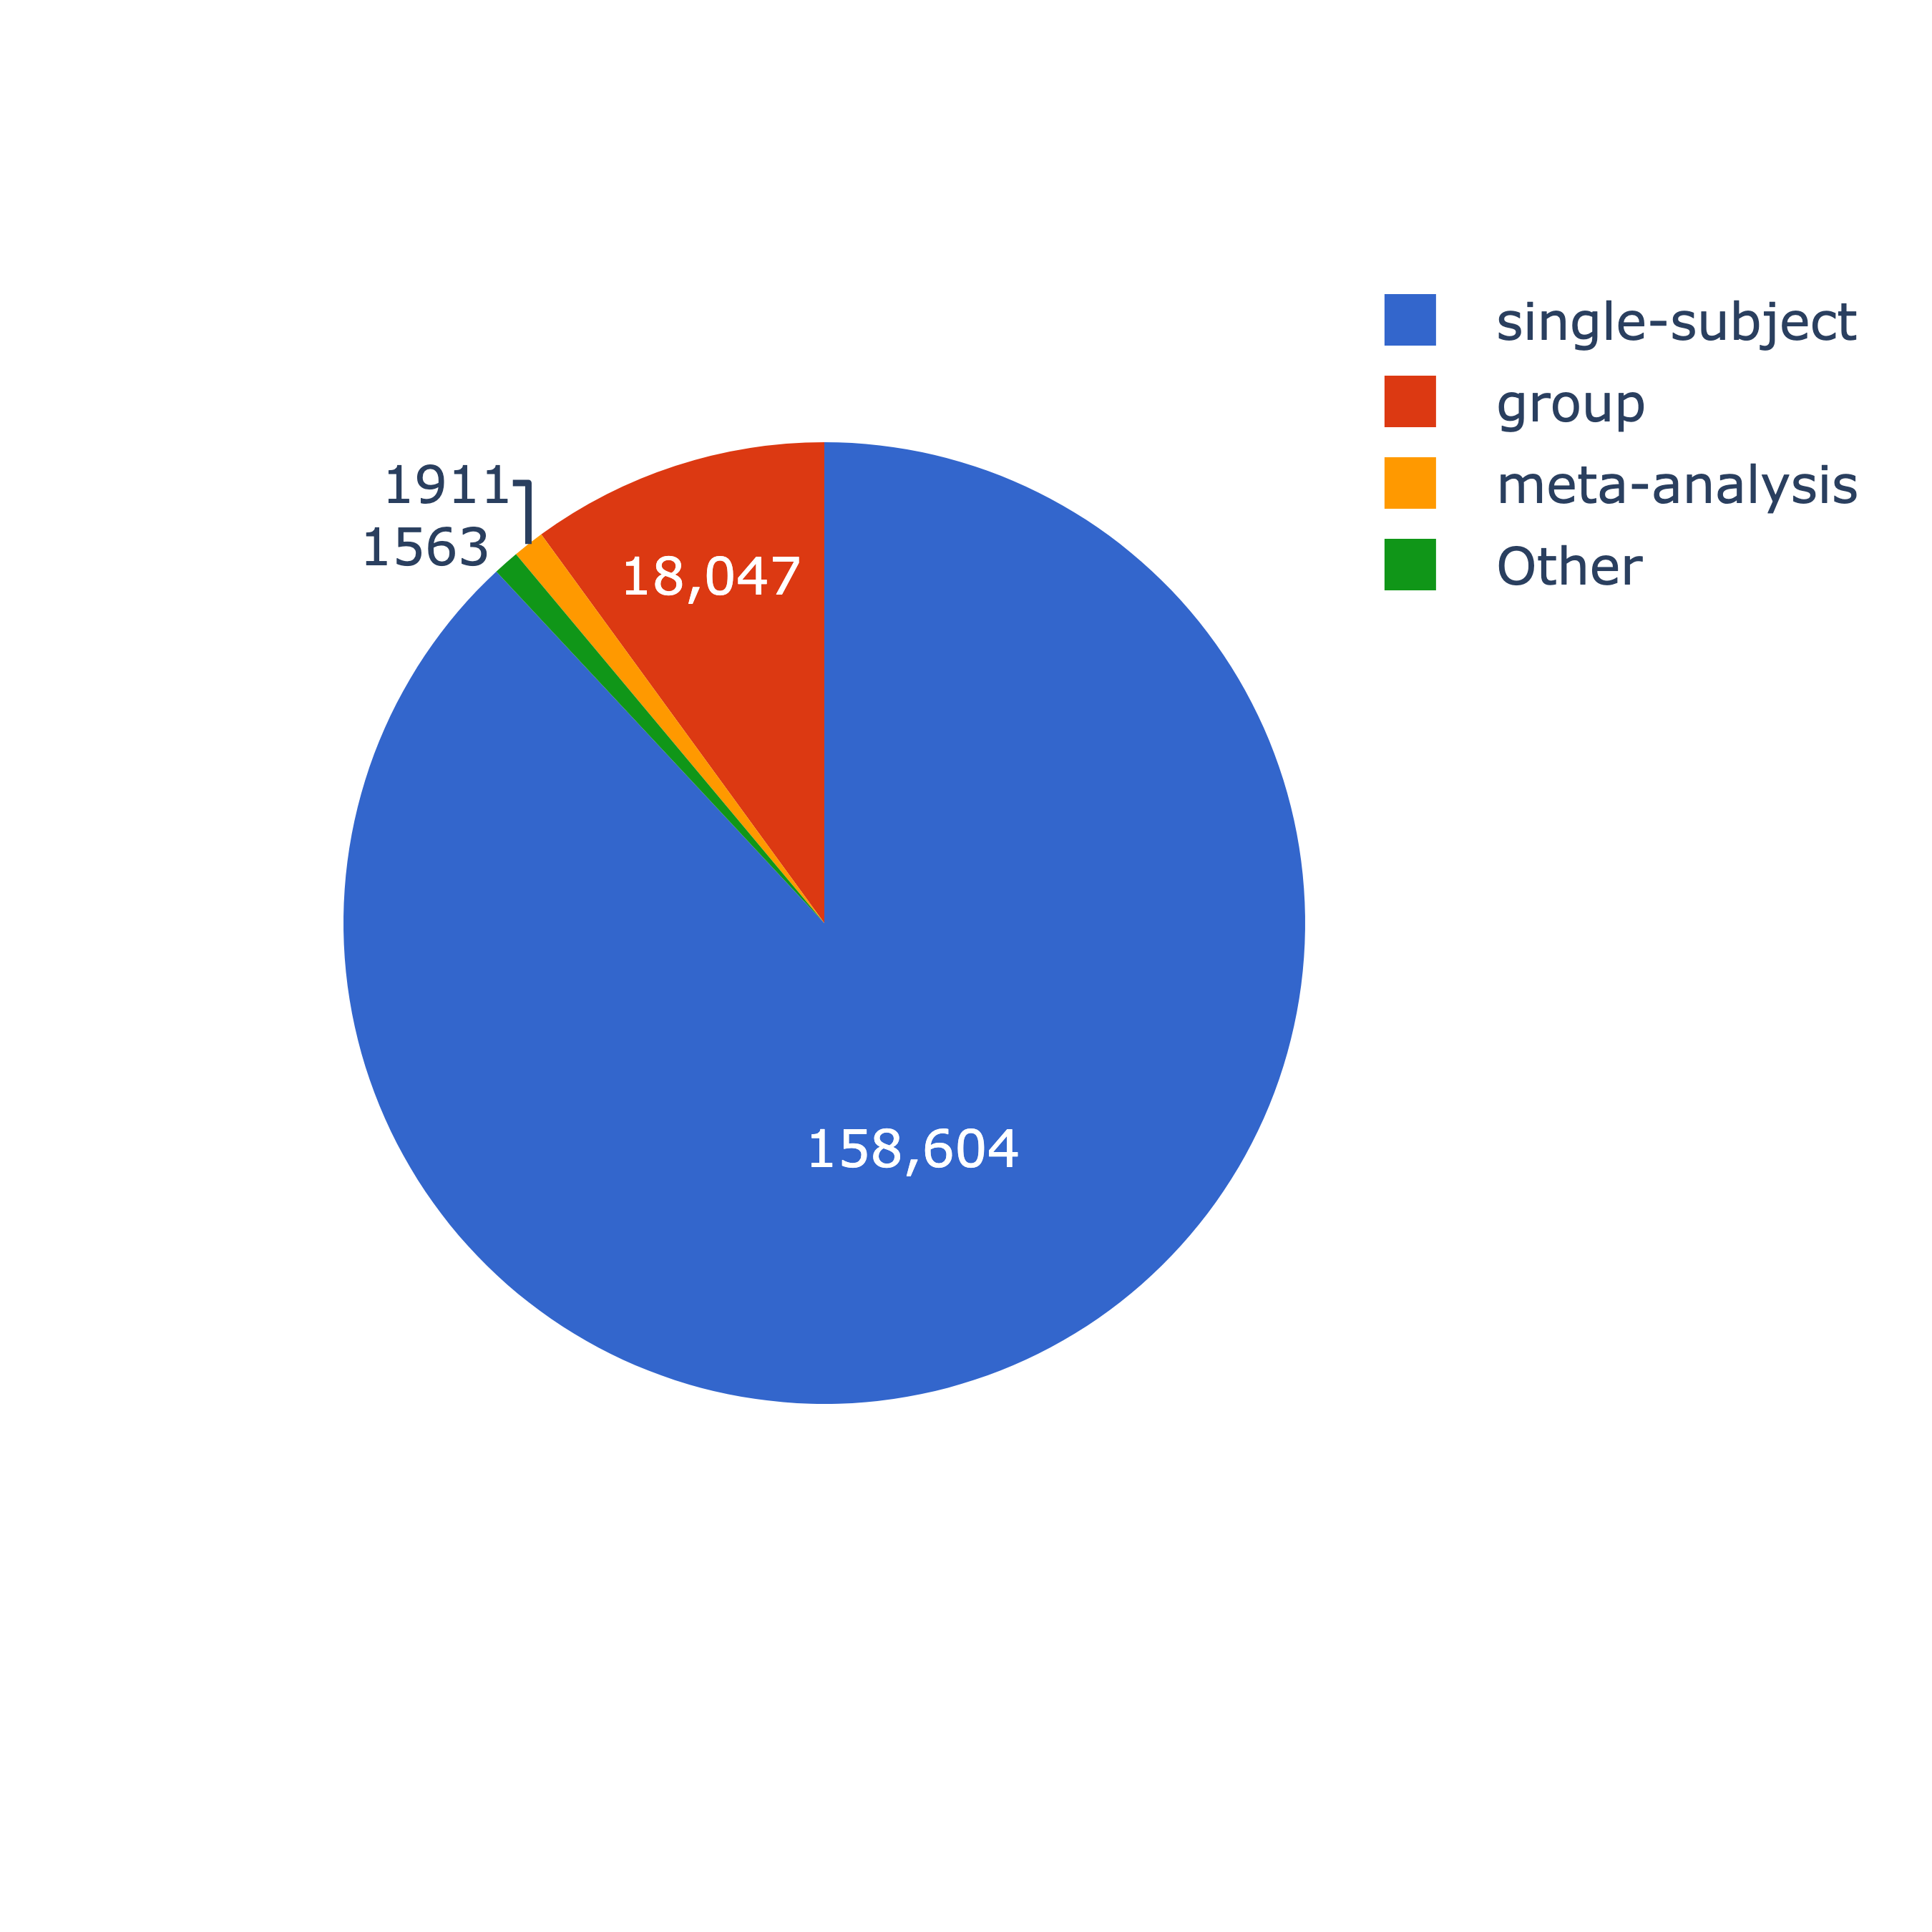 single-subject
group
meta-analysis
Other
1911
1563
18,047
158,604